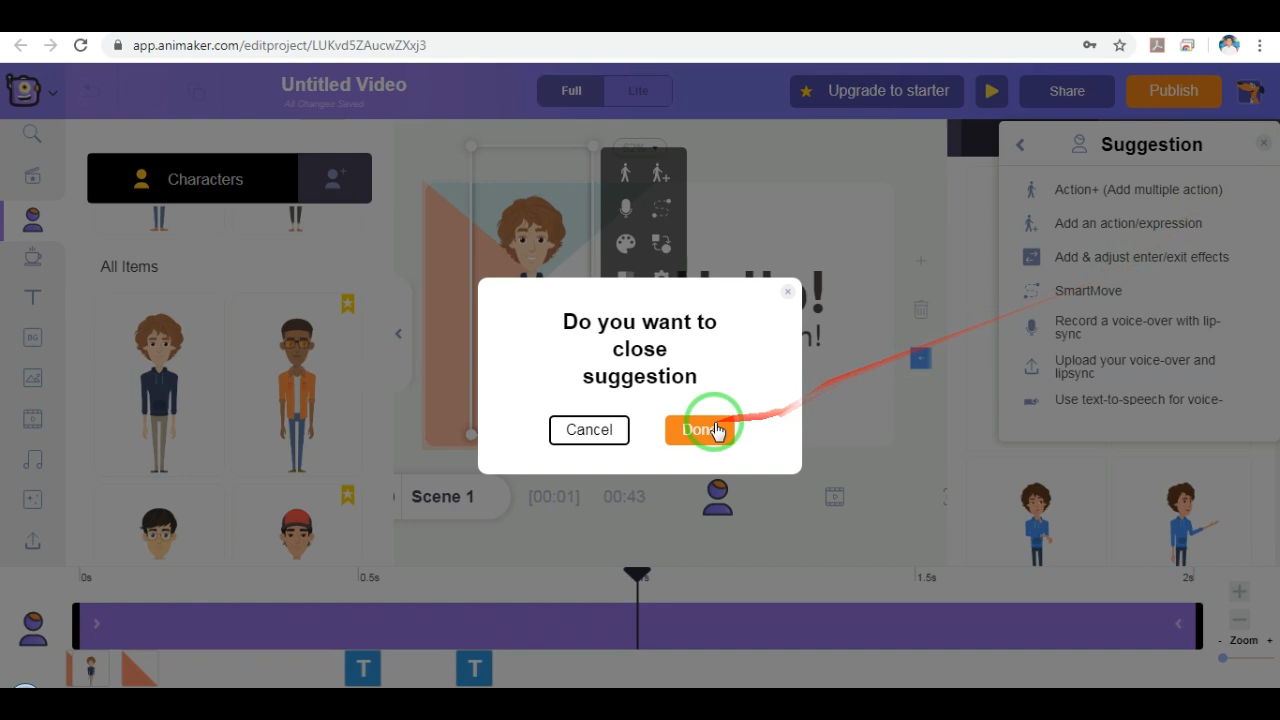 app.animaker.com/editproject/LUKvd5ZAucwZXxj3
Untitled Video
All Changes Saved
Full
Lite
Upgrade to starter
Share
Publish
Characters
All Items
Suggestion
Action+ (Add multiple action)
Add an action/expression
Add & adjust enter/exit effects
SmartMove
Record a voice-over with lip-
sync
Upload your voice-over and
lipsync
Use text-to-speech for voice-
Do you want to
close
suggestion
Cancel
Scene 1
[00:01]
00:43
0s
0.5s
1.5s
2s
- Zoom +
T
T
T
BG